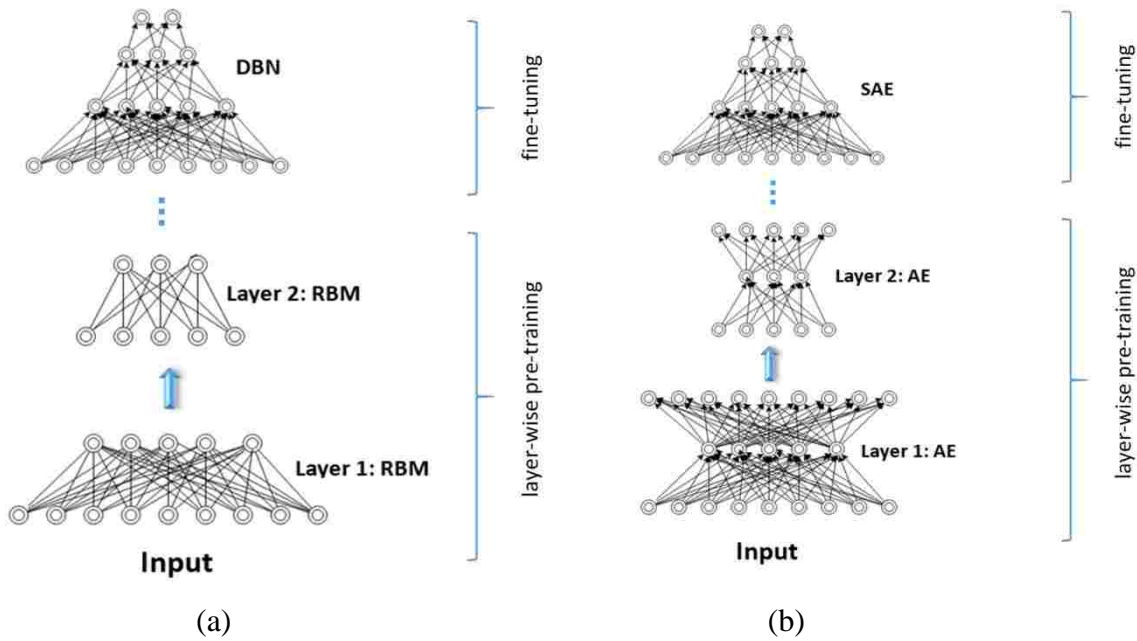 DBN
fine-tuning
Layer 2: RBM
layer-wise pre-training
Layer 1: RBM
Input
(a)
SAE
fine-tuning
Layer 2: AE
layer-wise pre-training
Layer 1: AE
Input
(b)